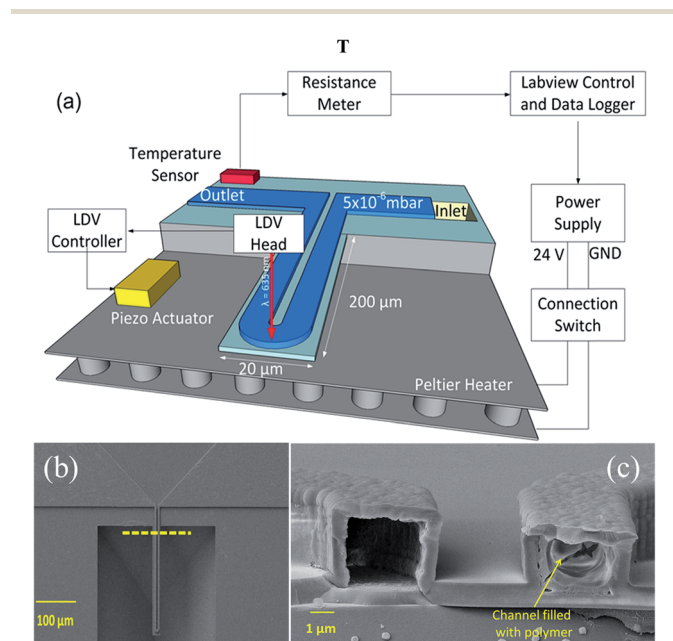 T
(a)
Resistance
Meter
Labview Control
and Data Logger
Temperature
Sensor
Outlet
5x10⁻⁶mbar
Inlet
LDV
Controller
LDV
Head
λ = 635 nm
Power
Supply
24 V
GND
200 µm
Connection
Switch
Piezo Actuator
20 µm
Peltier Heater
(b)
100 µm
(c)
1 µm
Channel filled
with polymer